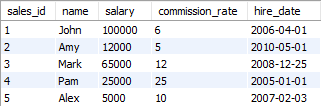 sales_id name salary commission_rate hire_date
1 John 100000 6 2006-04-01
2 Amy 12000 5 2010-05-01
3 Mark 65000 12 2008-12-25
4 Pam 25000 25 2005-01-01
5 Alex 5000 10 2007-02-03